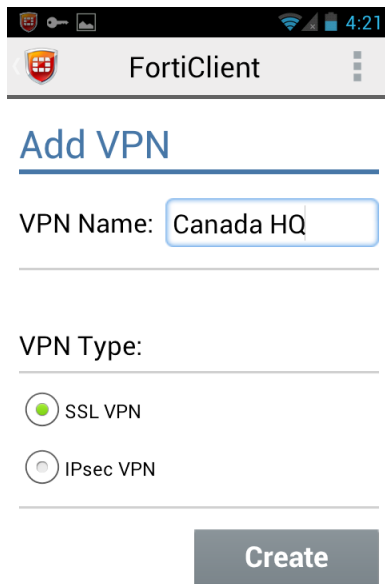 4:21
FortiClient
Add VPN
VPN Name: Canada HQ
VPN Type:
SSL VPN
IPsec VPN
Create